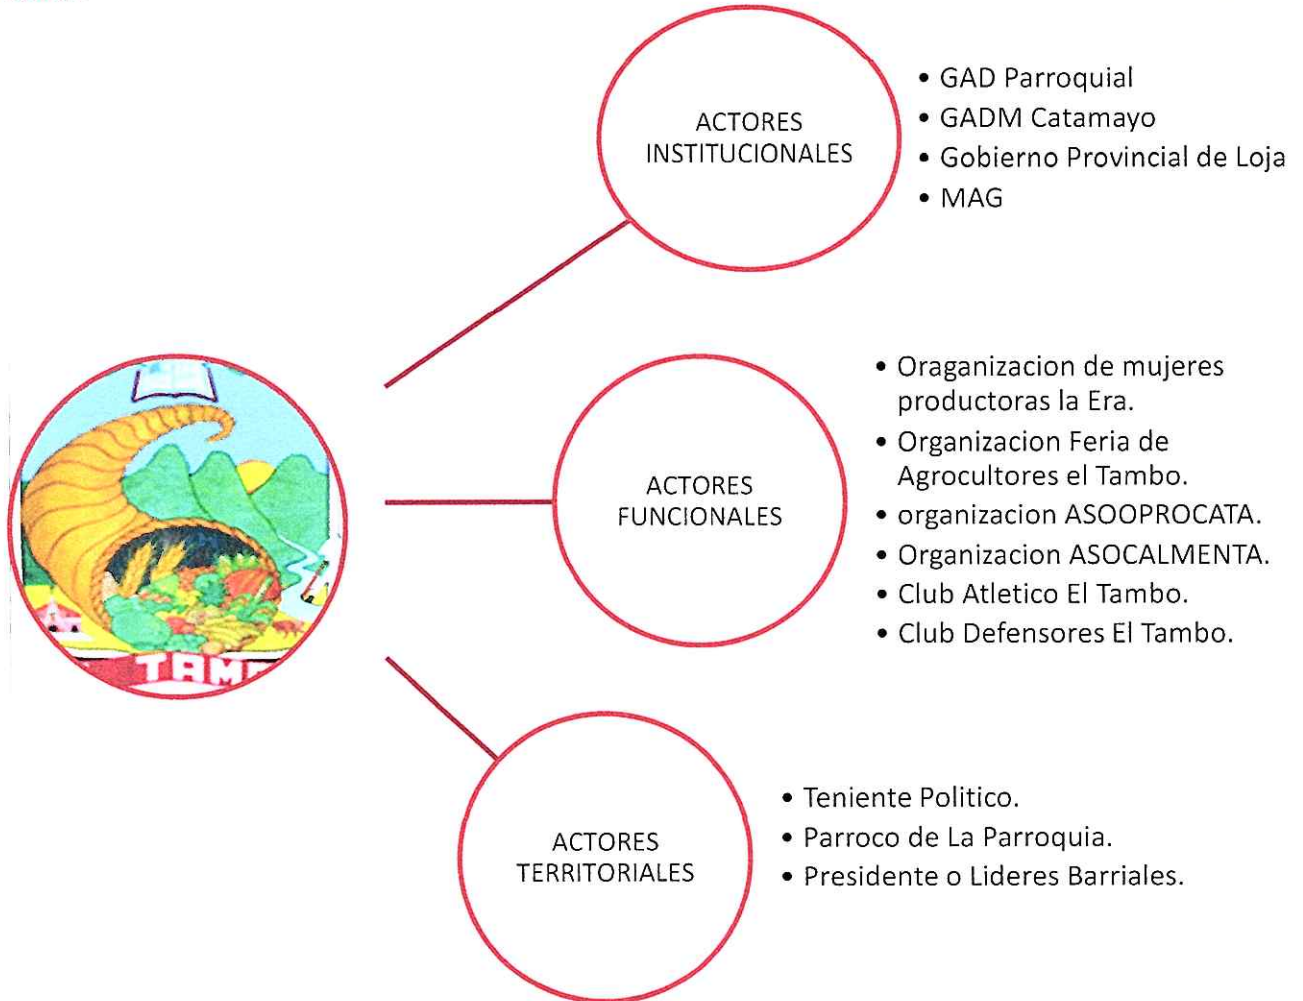 ACTORES
INSTITUCIONALES
• GAD Parroquial
• GADM Catamayo
• Gobierno Provincial de Loja
• MAG
ACTORES
FUNCIONALES
• Oraganizacion de mujeres
productoras la Era.
• Organizacion Feria de
Agrocultores el Tambo.
• organizacion ASOOPROCATA.
• Organizacion ASOCALMENTA.
• Club Atletico El Tambo.
• Club Defensores El Tambo.
TAM
ACTORES
TERRITORIALES
• Teniente Politico.
• Parroco de La Parroquia.
• Presidente o Lideres Barriales.